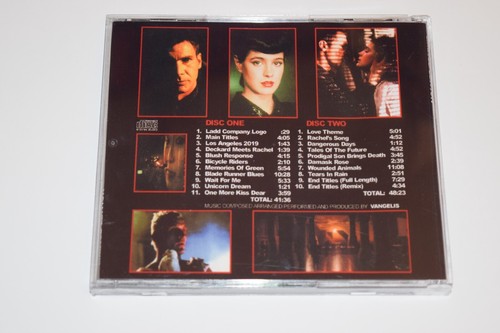 DISC ONE
1. Ladd Company Logo :29
2. Main Titles 4:05
3. Los Angeles 2019 1:43
4. Deckard Meets Rachel 1:29
5. Blush Response 4:15
6. Bicycle Riders 2:10
7. Memories Of Green 5:54
8. Blade Runner Blues 10:28
9. Wait For Me 5:33
10. Unicorn Dream 1:21
11. One More Kiss Dear 3:59
TOTAL: 41:36
DISC TWO
1. Love Theme 5:01
2. Rachel's Song 4:52
3. Dangerous Days 1:12
4. Tales Of The Future 4:52
5. Prodigal Son Brings Death 3:45
6. Damask Rose 2:39
7. Wounded Animals 11:08
8. Tears In Rain 2:51
9. End Titles (Full Length) 7:29
10. End Titles (Remix) 4:34
TOTAL: 48:23
MUSIC COMPOSED ARRANGED PERFORMED AND PRODUCED BY VANGELIS